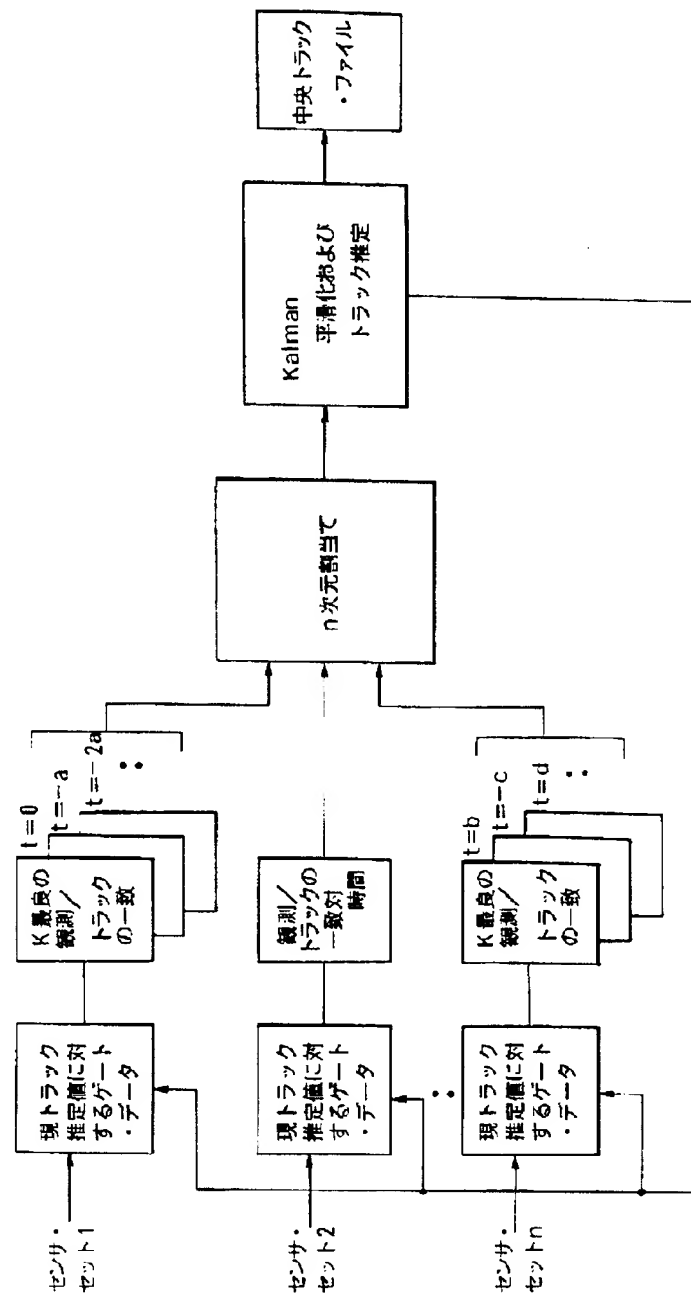 センサ・
セット1
現トラック
推定値に対
するゲート
・データ
K最良の
観測/
トラック
の一致
t=0
t=-a
t=-2a
センサ・
セット2
現トラック
推定値に対
するゲート
・データ
観測/
トラックの
一致対
時間
センサ・
セットn
現トラック
推定値に対
するゲート
・データ
K最良の
観測/
トラック
の一致
t=b
t=-c
t=d
n次元割当て
Kalman
平滑化および
トラック推定
中央トラック
・ファイル